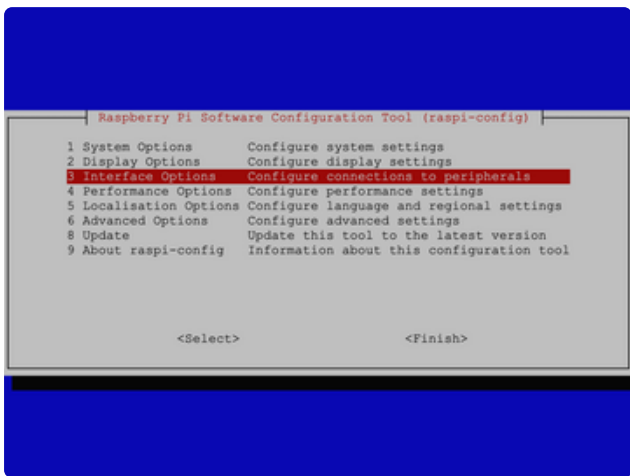 Raspberry Pi Software Configuration Tool (raspi-config)
1 System Options Configure system settings
2 Display Options Configure display settings
3 Interface Options Configure connections to peripherals
4 Performance Options Configure performance settings
5 Localisation Options Configure language and regional settings
6 Advanced Options Configure advanced settings
8 Update Update this tool to the latest version
9 About raspi-config Information about this configuration tool
<Select> <Finish>